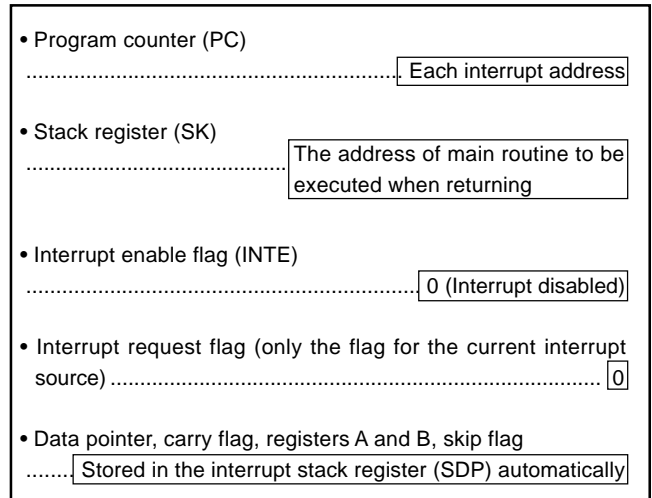 • Program counter (PC)
............................................................... Each interrupt address
• Stack register (SK)
........................................... The address of main routine to be
executed when returning
• Interrupt enable flag (INTE)
.................................................................. 0 (Interrupt disabled)
• Interrupt request flag (only the flag for the current interrupt
source) .................................................................................. 0
• Data pointer, carry flag, registers A and B, skip flag
........ Stored in the interrupt stack register (SDP) automatically